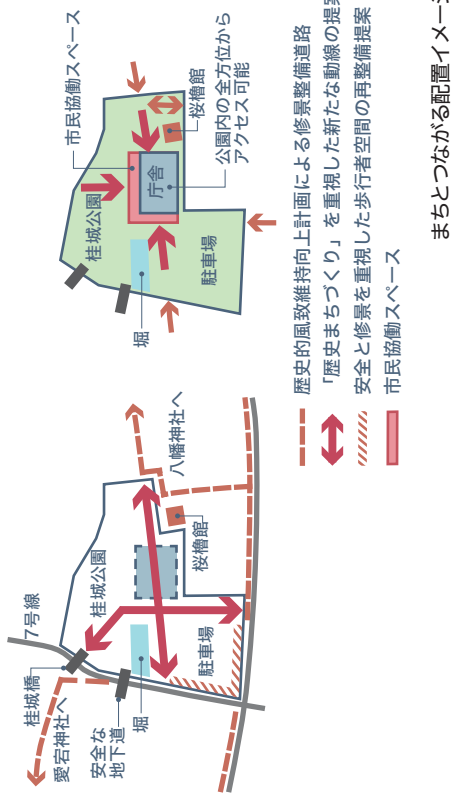 7号線
桂城橋
愛宕神社へ
安全な
地下道
堀
桂城公園
駐車場
桜櫓館
八幡神社へ
市民協働スペース
桂城公園
庁舎
堀
駐車場
桜櫓館
公園内の全方位から
アクセス可能
歴史的風致維持向上計画による修景整備道路
「歴史まちづくり」を重視した新たな動線の提案
安全と修景を重視した歩行者空間の再整備提案
市民協働スペース
まちとつながる配置イメー